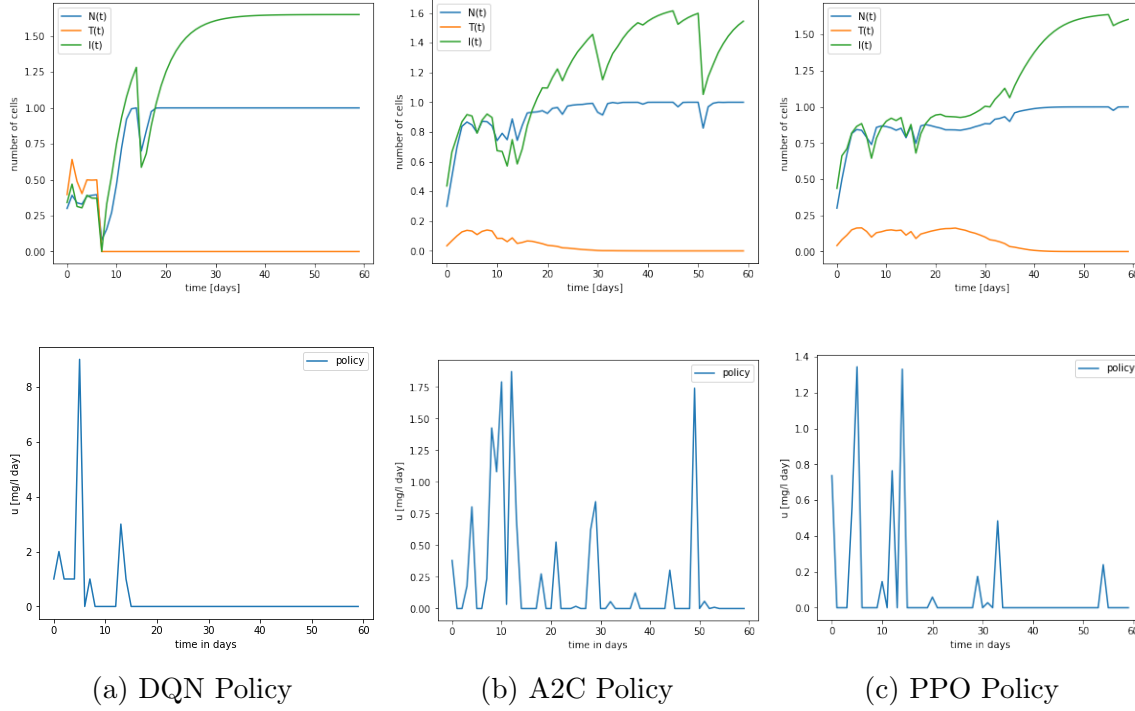 N(t)
T(t)
I(t)
number of cells
1.50
1.25
1.00
0.75
0.50
0.25
0.00
0 10 20 30 40 50 60
time [days]
N(t)
T(t)
I(t)
number of cells
1.6
1.4
1.2
1.0
0.8
0.6
0.4
0.2
0.0
0 10 20 30 40 50 60
time [days]
N(t)
T(t)
I(t)
number of cells
1.50
1.25
1.00
0.75
0.50
0.25
0.00
0 10 20 30 40 50 60
time [days]
policy
u [mg/l day]
8
6
4
2
0
0 10 20 30 40 50 60
time in days
policy
u [mg/l day]
1.75
1.50
1.25
1.00
0.75
0.50
0.25
0.00
0 10 20 30 40 50 60
time in days
policy
u [mg/l day]
1.4
1.2
1.0
0.8
0.6
0.4
0.2
0.0
0 10 20 30 40 50 60
time in days
(a) DQN Policy
(b) A2C Policy
(c) PPO Policy